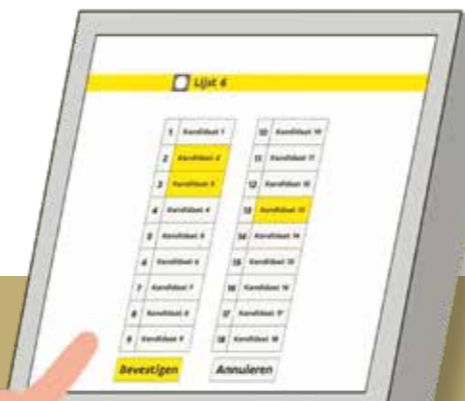 Lijst 6
1 Kandidaat 1
2 Kandidaat 2
3 Kandidaat 3
4 Kandidaat 4
5 Kandidaat 5
6 Kandidaat 6
7 Kandidaat 7
8 Kandidaat 8
9 Kandidaat 9
10 Kandidaat 10
11 Kandidaat 11
12 Kandidaat 12
13 Kandidaat 13
14 Kandidaat 14
15 Kandidaat 15
16 Kandidaat 16
17 Kandidaat 17
18 Kandidaat 18
Bevestigen
Annuleren